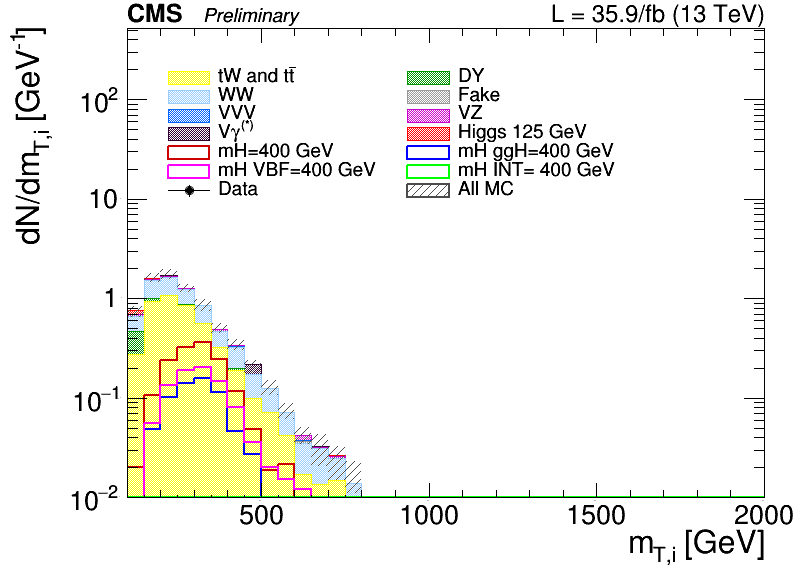 CMS Preliminary L = 35.9/fb (13 TeV)
dN/dm_{T,i} [GeV⁻¹]
tW and tt̄ DY
WW Fake
VVV VZ
Vγ⁽*⁾ Higgs 125 GeV
mH=400 GeV mH ggH=400 GeV
mH VBF=400 GeV mH INT= 400 GeV
Data All MC
10²
10
1
10⁻¹
10⁻²
500 1000 1500 2000
m_{T,i} [GeV]